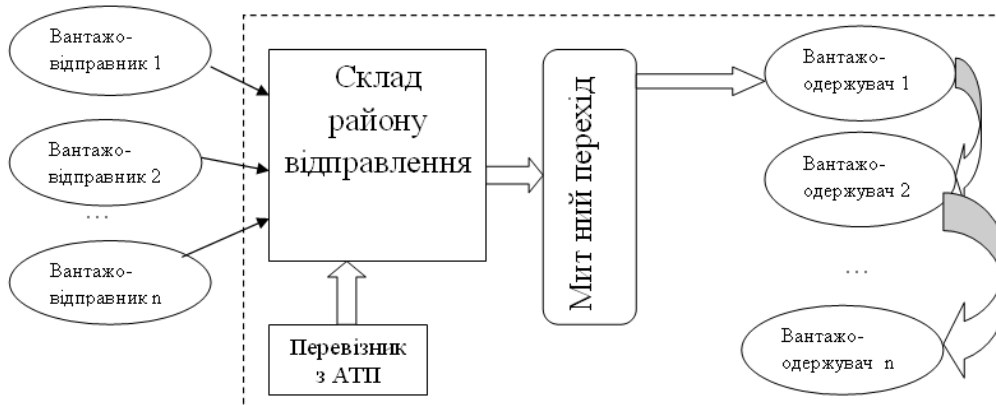 Вантажо-
відправник 1
Вантажо-
відправник 2
...
Вантажо-
відправник n
Склад
району
відправлення
Перевізник
з АТП
Мит ний перехід
Вантажо-
одержувач 1
Вантажо-
одержувач 2
...
Вантажо-
одержувач n